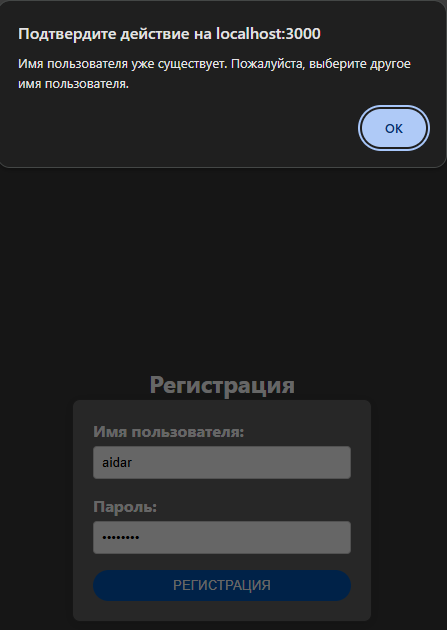 Подтвердите действие на localhost:3000
Имя пользователя уже существует. Пожалуйста, выберите другое
имя пользователя.
ОК
Регистрация
Имя пользователя:
aidar
Пароль:
••••••••
РЕГИСТРАЦИЯ